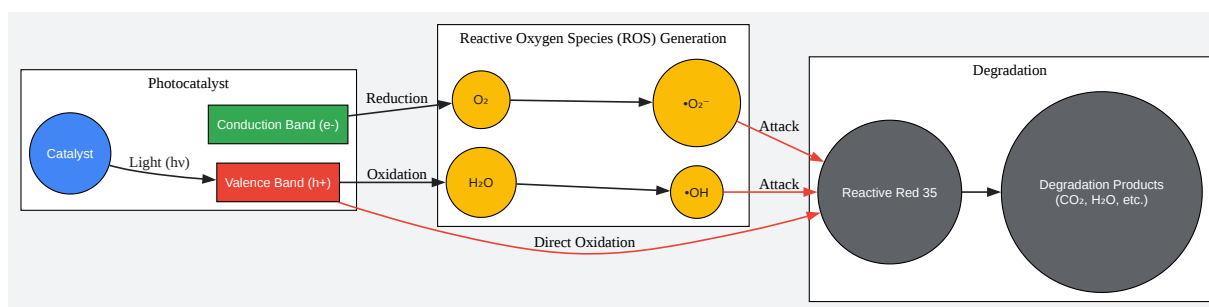 Photocatalyst
Catalyst
Light (hν)
Conduction Band (e-)
Valence Band (h+)
Reduction
Oxidation
Direct Oxidation
Reactive Oxygen Species (ROS) Generation
O₂
•O₂⁻
H₂O
•OH
Attack
Attack
Degradation
Reactive Red 35
Degradation Products
(CO₂, H₂O, etc.)